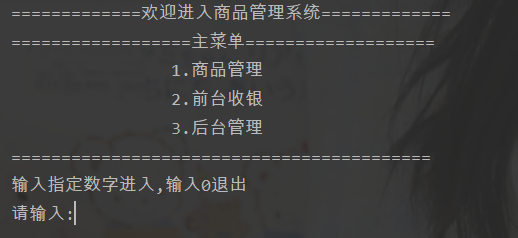 =============欢迎进入商品管理系统=============
==================主菜单===================
1.商品管理
2.前台收银
3.后台管理
==========================================
输入指定数字进入,输入0退出
请输入: